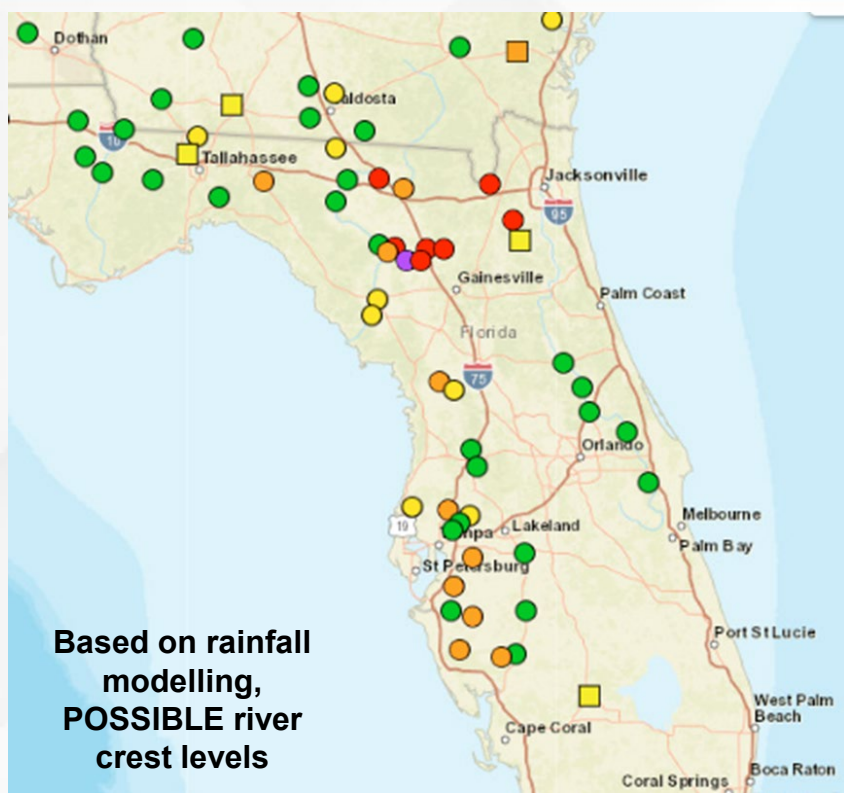 Dothan
Valdosta
10
Tallahassee
Jacksonville
95
Gainesville
Palm Coast
Florida
75
Orlando
19
Lakeland
Melbourne
Palm Bay
St Petersburg
Port St Lucie
West Palm
Beach
Cape Coral
Boca Raton
Coral Springs
Based on rainfall
modelling,
POSSIBLE river
crest levels